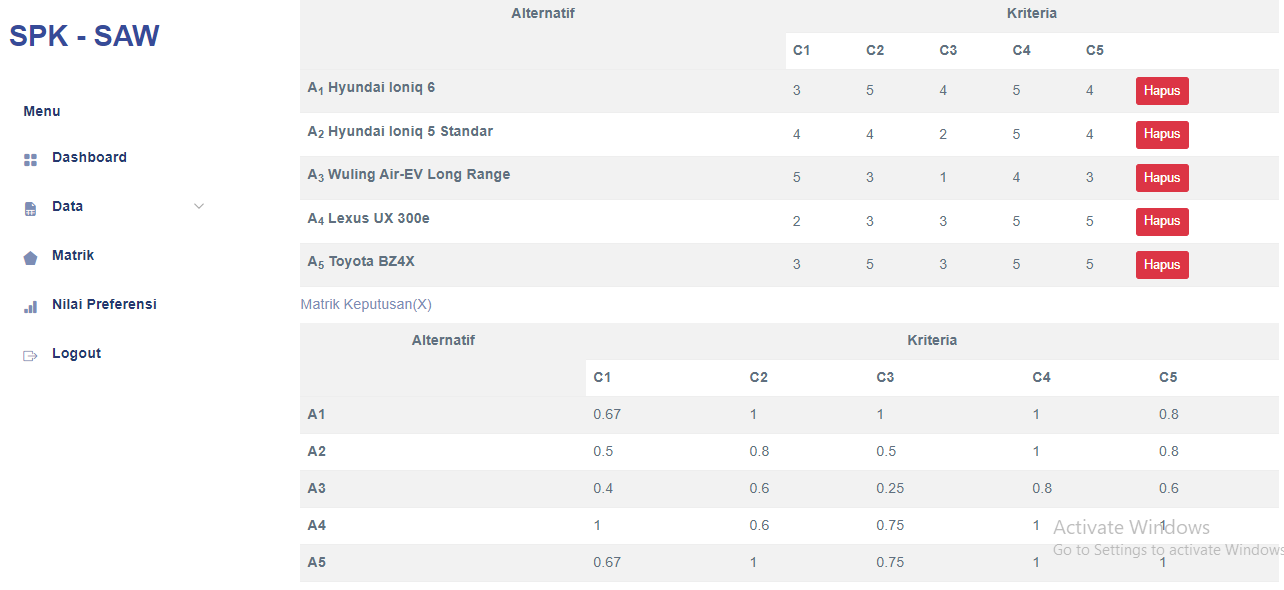 SPK - SAW
Menu
Dashboard
Data
Matrik
Nilai Preferensi
Logout
Alternatif Kriteria
C1 C2 C3 C4 C5
A1 Hyundai Ioniq 6 3 5 4 5 4 Hapus
A2 Hyundai Ioniq 5 Standar 4 4 2 5 4 Hapus
A3 Wuling Air-EV Long Range 5 3 1 4 3 Hapus
A4 Lexus UX 300e 2 3 3 5 5 Hapus
A5 Toyota BZ4X 3 5 3 5 5 Hapus
Matrik Keputusan(X)
Alternatif Kriteria
C1 C2 C3 C4 C5
A1 0.67 1 1 1 0.8
A2 0.5 0.8 0.5 1 0.8
A3 0.4 0.6 0.25 0.8 0.6
A4 1 0.6 0.75 1 1
A5 0.67 1 0.75 1 1
Activate Windows
Go to Settings to activate Windows